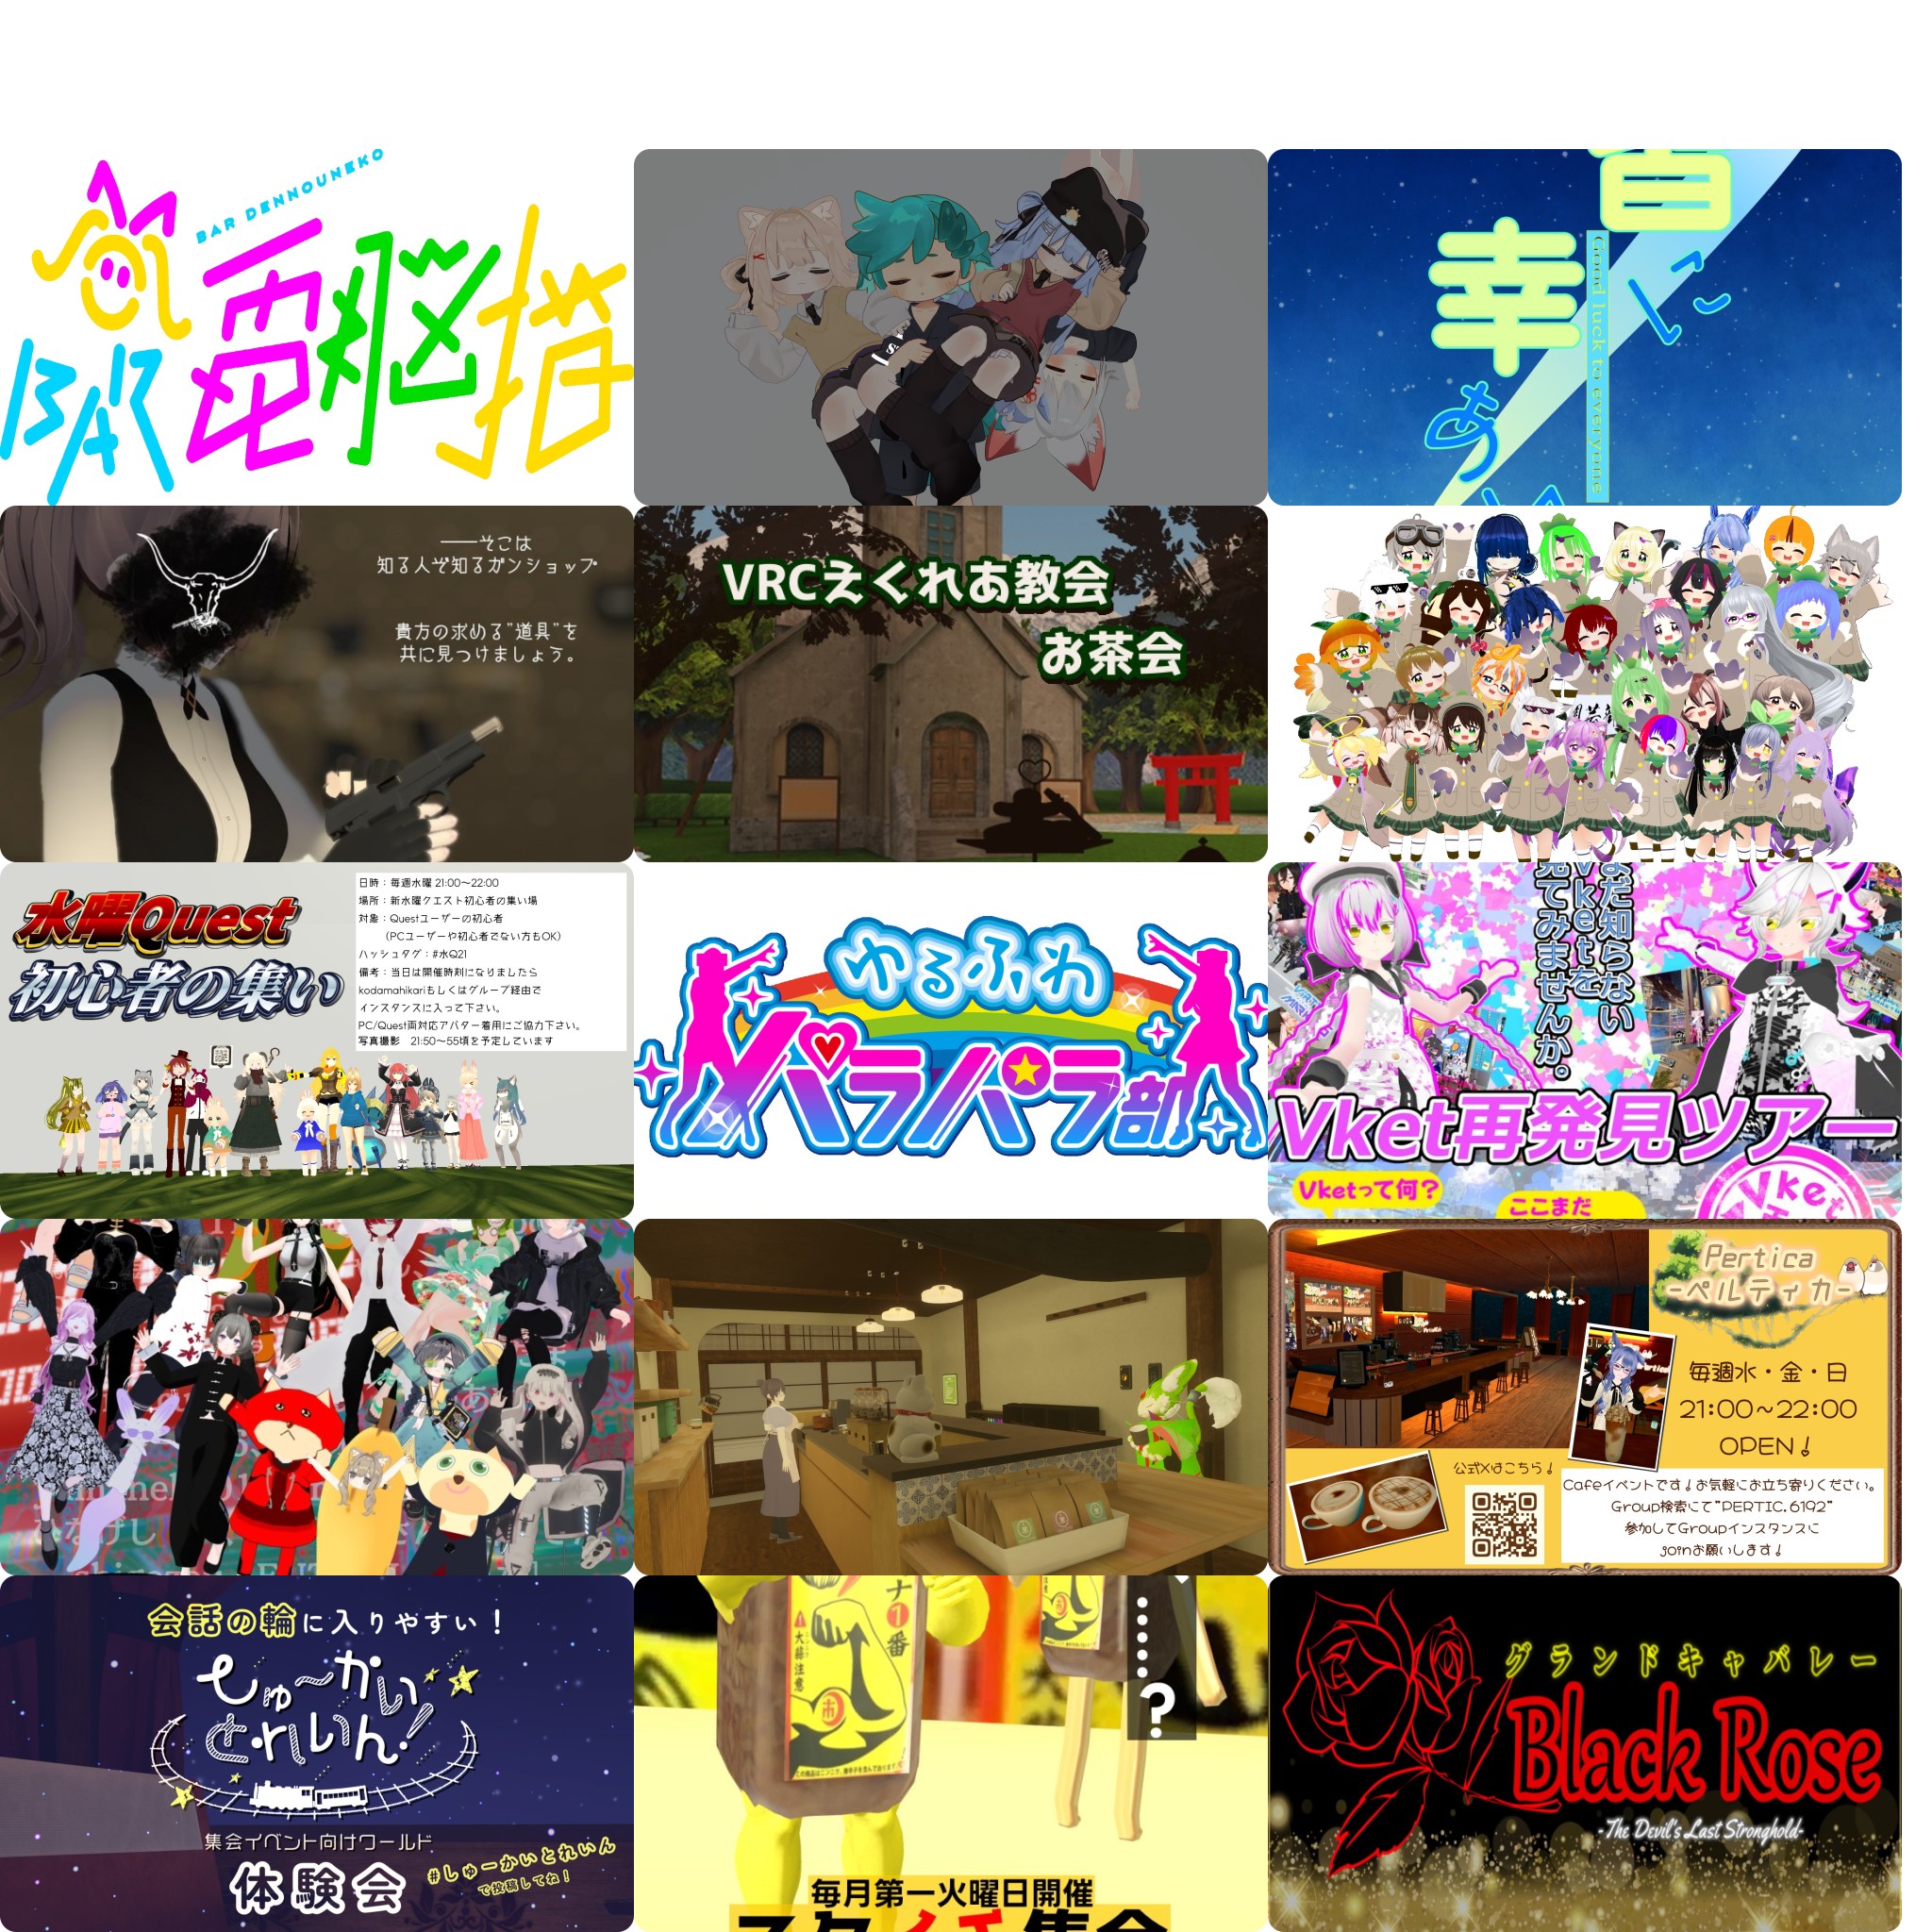 BAR DENNOUNEKO
BAR 電脳猫
皆に
幸
あ
Good luck to everyone
――そこは
知る人ぞ知るガンショップ
貴方の求める"道具"を
共に見つけましょう。
VRCえくれあ教会
お茶会
水曜Quest
初心者の集い
日時：毎週水曜 21:00～22:00
場所：新水曜クエスト初心者の集い場
対象：Questユーザーの初心者
（PCユーザーや初心者でない方もOK）
ハッシュタグ：#水Q21
備考：当日は開催時刻になりましたら
kodamahikariもしくはグループ経由で
インスタンスに入って下さい。
PC/Quest両対応アバター着用にご協力下さい。
写真撮影　21:50～55頃を予定しています
ゆるふわ
パラパラ部
まだ知らない
Vketを
見てみませんか。
Vket再発見ツアー
Vketって何？
ここまだ
Vket
Pertica
-ペルティカ-
毎週水・金・日
21:00~22:00
OPEN！
公式Xはこちら！
Cafeイベントです！お気軽にお立ち寄りください。
Group検索にて"PERTIC.6192"
参加してGroupインスタンスに
joinお願いします！
会話の輪に入りやすい！
しゅ～かい
とれいん！
集会イベント向けワールド
体験会
#しゅーかいとれいん
で投稿してね！
ナ1番
大蒜注意
……？
毎月第一火曜日開催
グランドキャバレー
Black Rose
-The Devil's Last Stronghold-